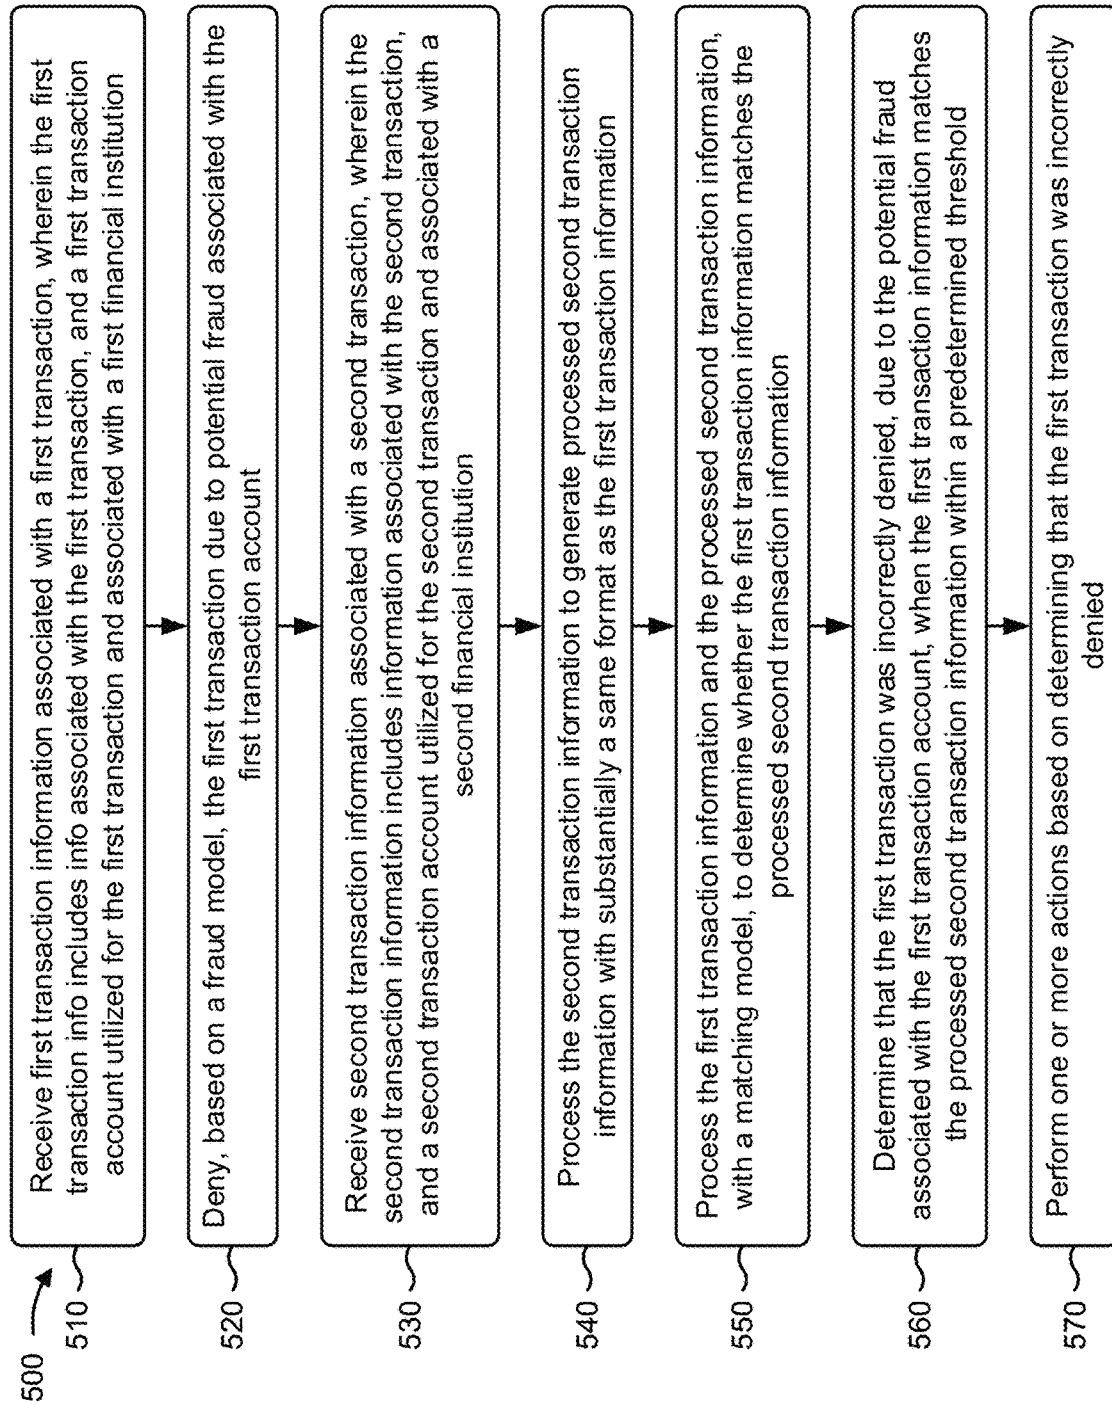 500
510
Receive first transaction information associated with a first transaction, wherein the first
transaction info includes info associated with the first transaction, and a first transaction
account utilized for the first transaction and associated with a first financial institution
520
Deny, based on a fraud model, the first transaction due to potential fraud associated with the
first transaction account
530
Receive second transaction information associated with a second transaction, wherein the
second transaction information includes information associated with the second transaction,
and a second transaction account utilized for the second transaction and associated with a
second financial institution
540
Process the second transaction information to generate processed second transaction
information with substantially a same format as the first transaction information
550
Process the first transaction information and the processed second transaction information,
with a matching model, to determine whether the first transaction information matches the
processed second transaction information
560
Determine that the first transaction was incorrectly denied, due to the potential fraud
associated with the first transaction account, when the first transaction information matches
the processed second transaction information within a predetermined threshold
570
Perform one or more actions based on determining that the first transaction was incorrectly
denied